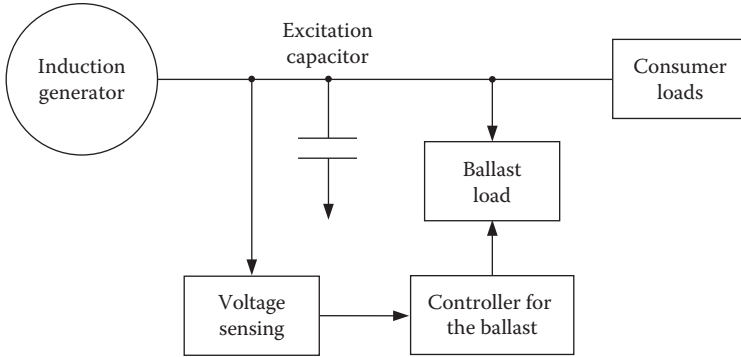 Induction
generator
Excitation
capacitor
Consumer
loads
Ballast
load
Voltage
sensing
Controller for
the ballast